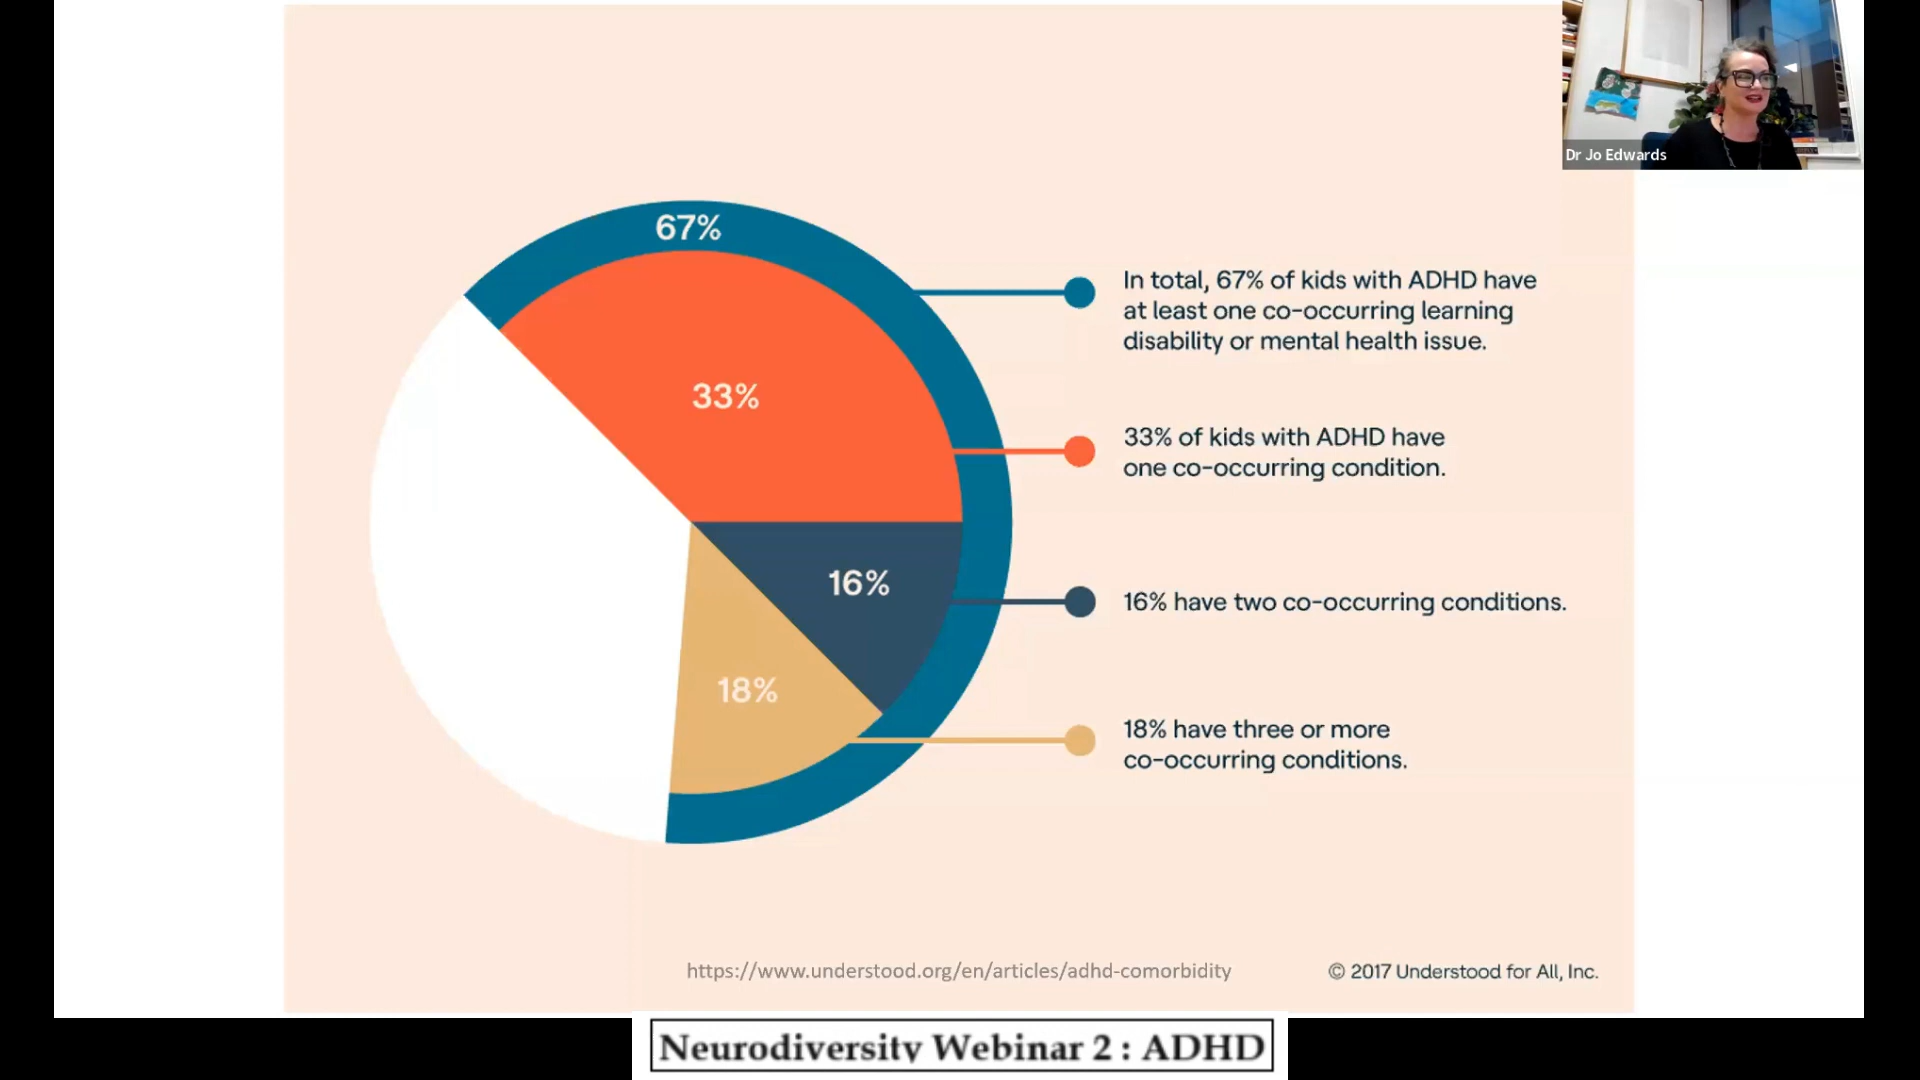 Dr Jo Edwards
67%
33%
16%
18%
In total, 67% of kids with ADHD have
at least one co-occurring learning
disability or mental health issue.
33% of kids with ADHD have
one co-occurring condition.
16% have two co-occurring conditions.
18% have three or more
co-occurring conditions.
https://www.understood.org/en/articles/adhd-comorbidity
© 2017 Understood for All, Inc.
Neurodiversity Webinar 2 : ADHD